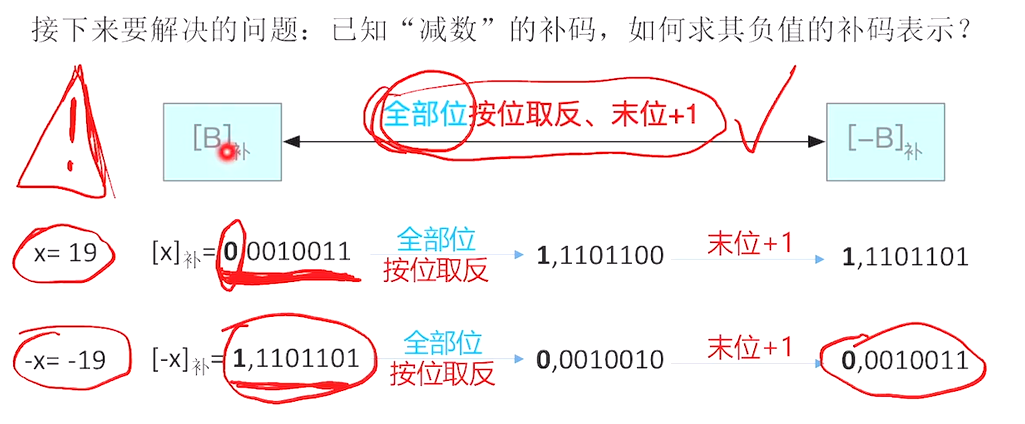 接下来要解决的问题：已知“减数”的补码，如何求其负值的补码表示？
全部位按位取反、末位+1
[B]补
[-B]补
x= 19
[x]补=0,0010011
全部位
按位取反
1,1101100
末位+1
1,1101101
-x= -19
[-x]补=1,1101101
全部位
按位取反
0,0010010
末位+1
0,0010011